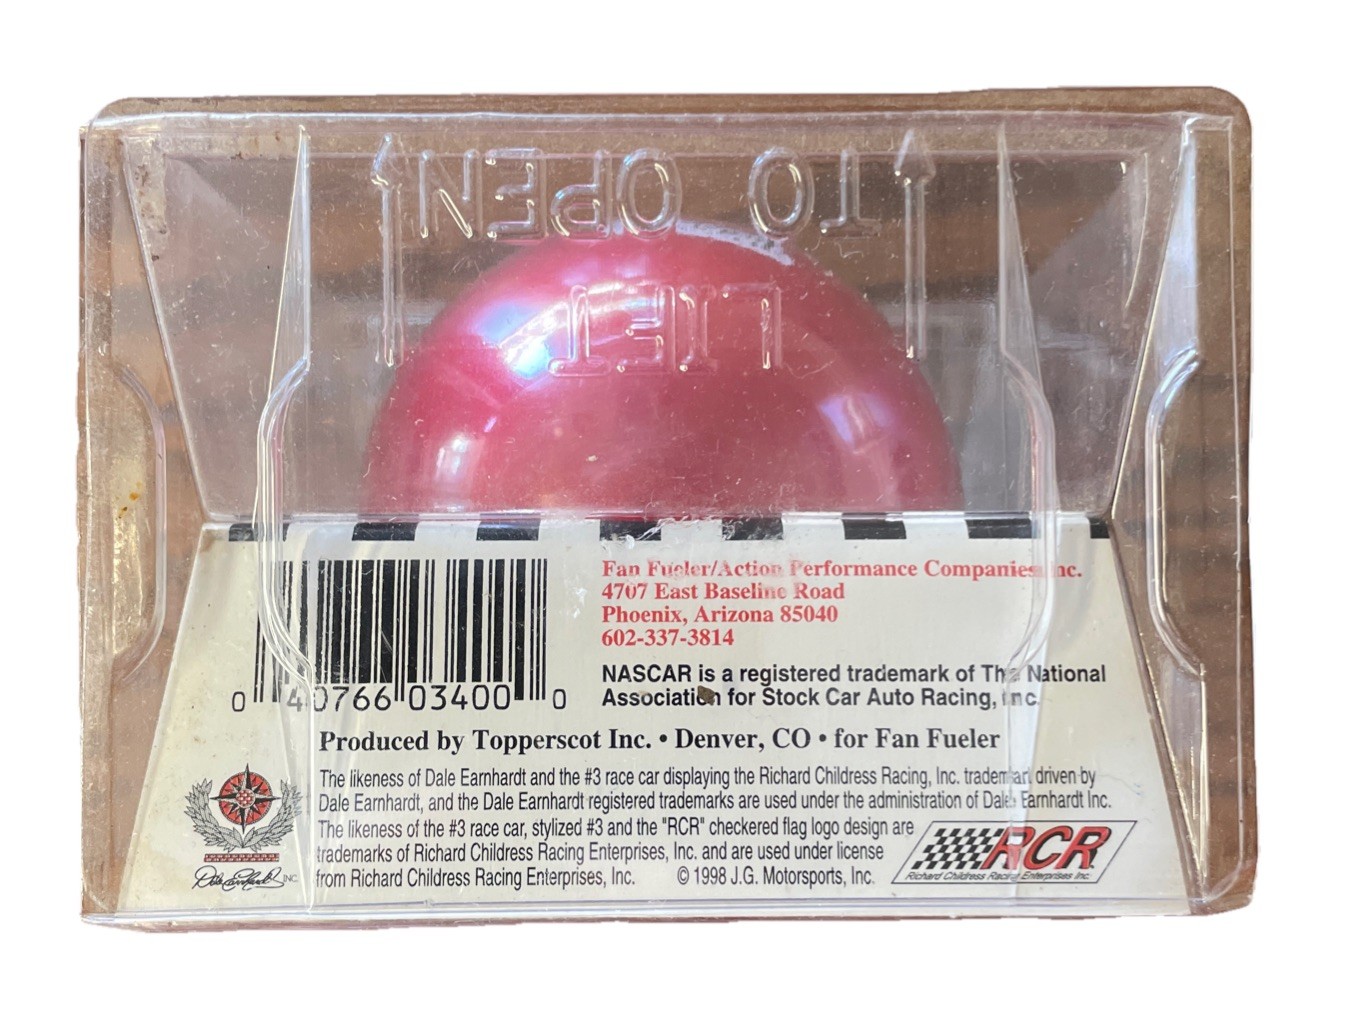 TO OPEN
LIFT
Fan Fueler/Action Performance Companies Inc.
4707 East Baseline Road
Phoenix, Arizona 85040
602-337-3814
NASCAR is a registered trademark of The National
Association for Stock Car Auto Racing, Inc.
0 40766 03400 0
Produced by Topperscot Inc. • Denver, CO • for Fan Fueler
The likeness of Dale Earnhardt and the #3 race car displaying the Richard Childress Racing, Inc. trademark driven by
Dale Earnhardt, and the Dale Earnhardt registered trademarks are used under the administration of Dale Earnhardt Inc.
The likeness of the #3 race car, stylized #3 and the "RCR" checkered flag logo design are
trademarks of Richard Childress Racing Enterprises, Inc. and are used under license
from Richard Childress Racing Enterprises, Inc. © 1998 J.G. Motorsports, Inc.
Dale Earnhardt INC.
RCR
Richard Childress Racing Enterprises Inc.